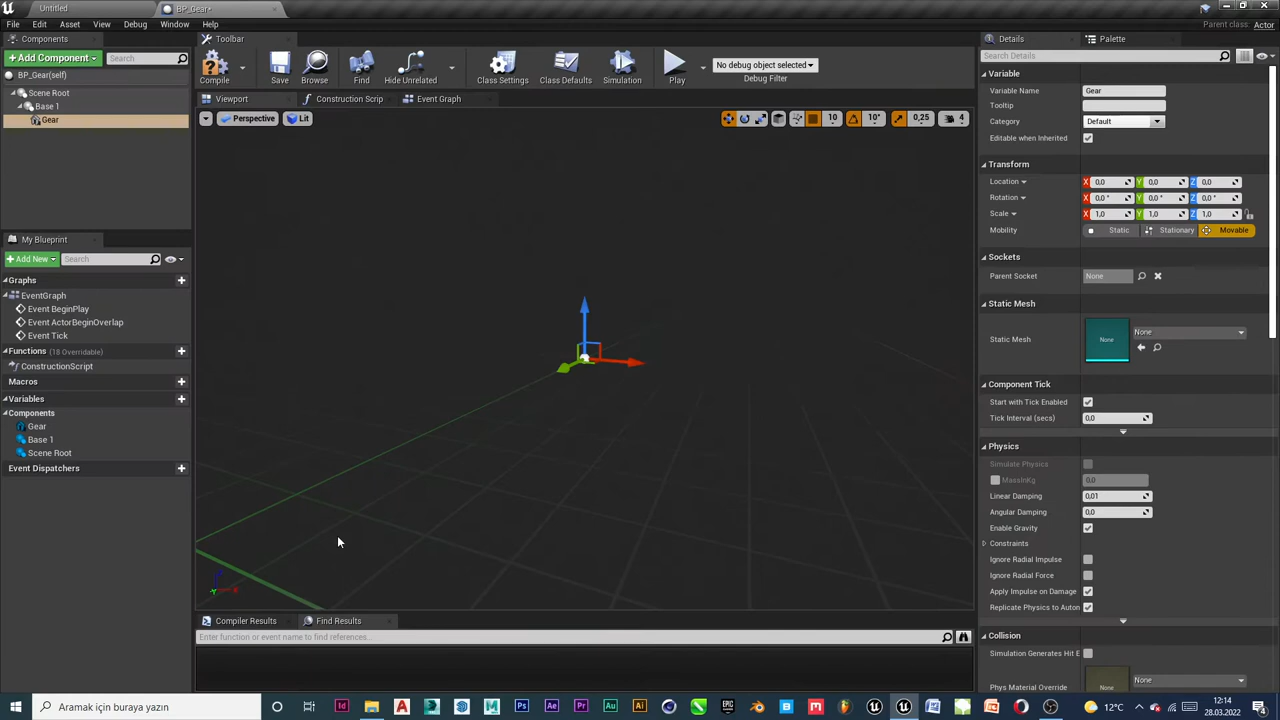 Untitled
BP_Gear*
File
Edit
Asset
View
Debug
Window
Help
Parent class: Actor
Components
+ Add Component
Search
BP_Gear(self)
Scene Root
Base 1
Gear
My Blueprint
+ Add New
Search
Graphs
EventGraph
Event BeginPlay
Event ActorBeginOverlap
Event Tick
Functions (18 Overridable)
ConstructionScript
Macros
Variables
Components
Gear
Base 1
Scene Root
Event Dispatchers
Toolbar
Compile
Save
Browse
Find
Hide Unrelated
Class Settings
Class Defaults
Simulation
Play
No debug object selected
Debug Filter
Viewport
Construction Scrip
Event Graph
Perspective
Lit
10
10°
0,25
4
Compiler Results
Find Results
Enter function or event name to find references...
Details
Palette
Search Details
Variable
Variable Name Gear
Tooltip
Category Default
Editable when Inherited
Transform
Location X 0,0 Y 0,0 Z 0,0
Rotation X 0,0 ° Y 0,0 ° Z 0,0 °
Scale X 1,0 Y 1,0 Z 1,0
Mobility Static Stationary Movable
Sockets
Parent Socket None
Static Mesh
Static Mesh None None
Component Tick
Start with Tick Enabled
Tick Interval (secs) 0,0
Physics
Simulate Physics
MassInKg 0,0
Linear Damping 0,01
Angular Damping 0,0
Enable Gravity
Constraints
Ignore Radial Impulse
Ignore Radial Force
Apply Impulse on Damage
Replicate Physics to Auton
Collision
Simulation Generates Hit E
Phys Material Override None None
Aramak için buraya yazın
12°C
12:14
28.03.2022